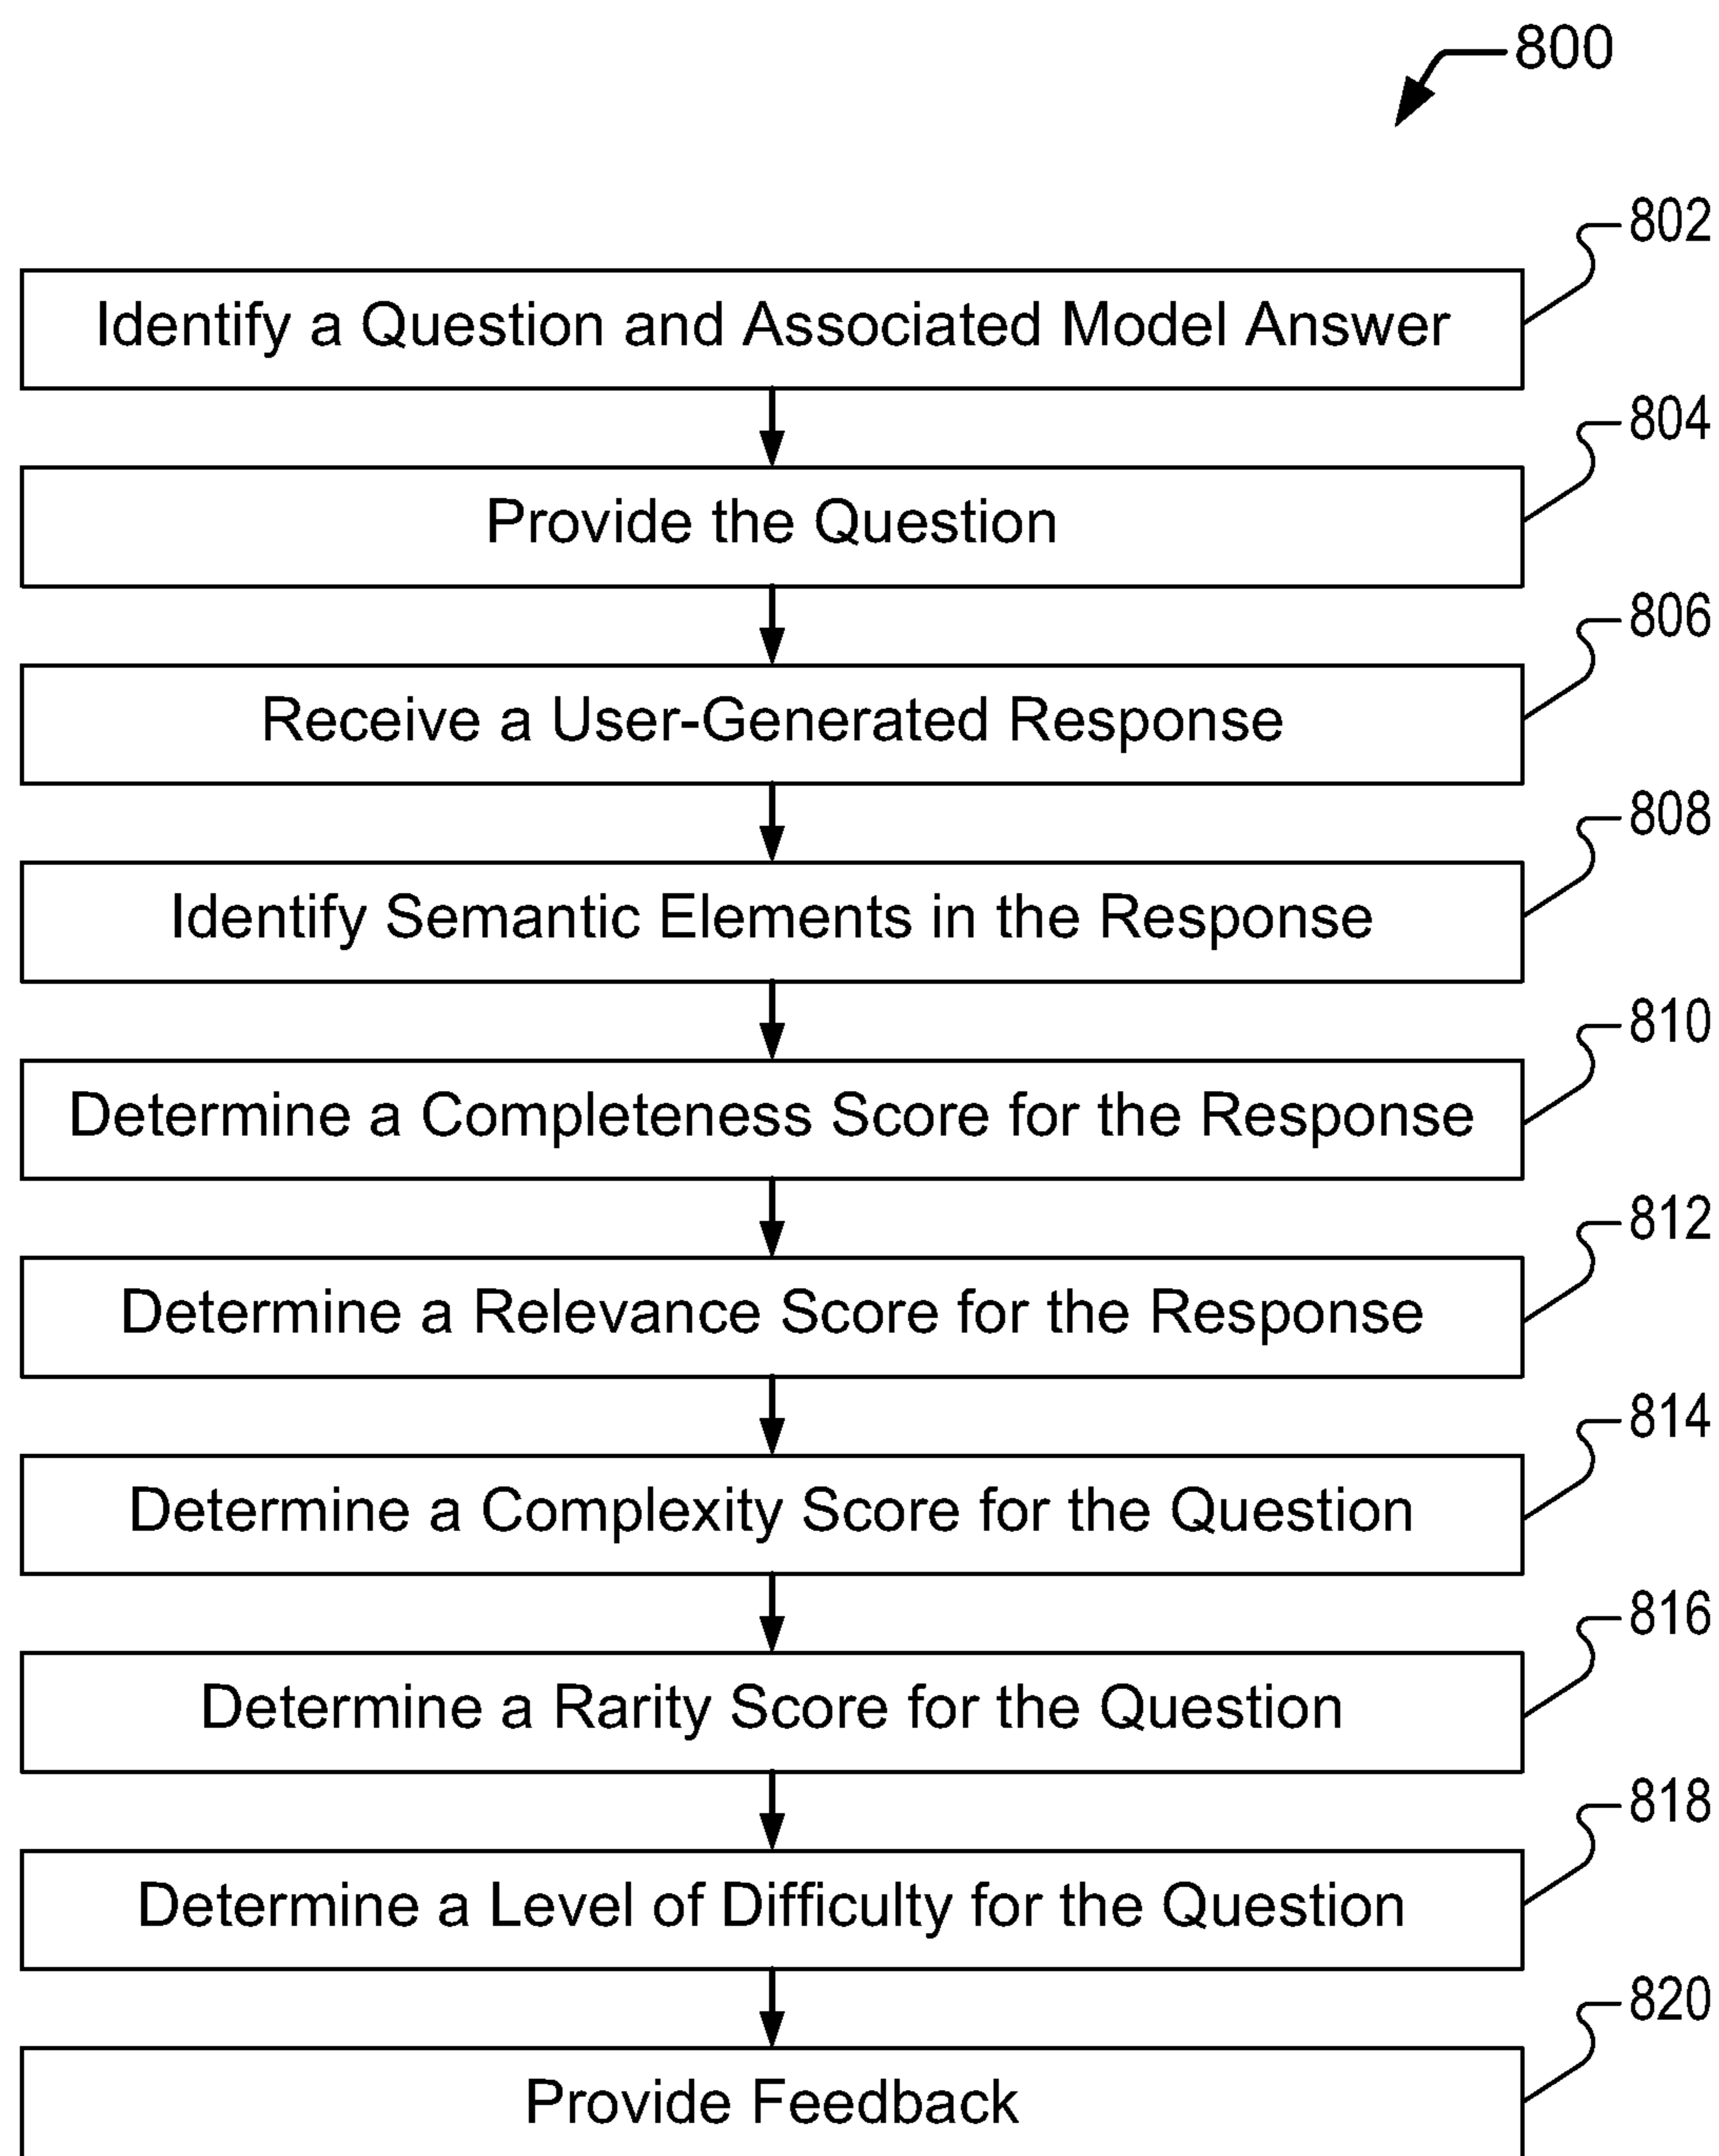 800
802
Identify a Question and Associated Model Answer
804
Provide the Question
806
Receive a User-Generated Response
808
Identify Semantic Elements in the Response
810
Determine a Completeness Score for the Response
812
Determine a Relevance Score for the Response
814
Determine a Complexity Score for the Question
816
Determine a Rarity Score for the Question
818
Determine a Level of Difficulty for the Question
820
Provide Feedback